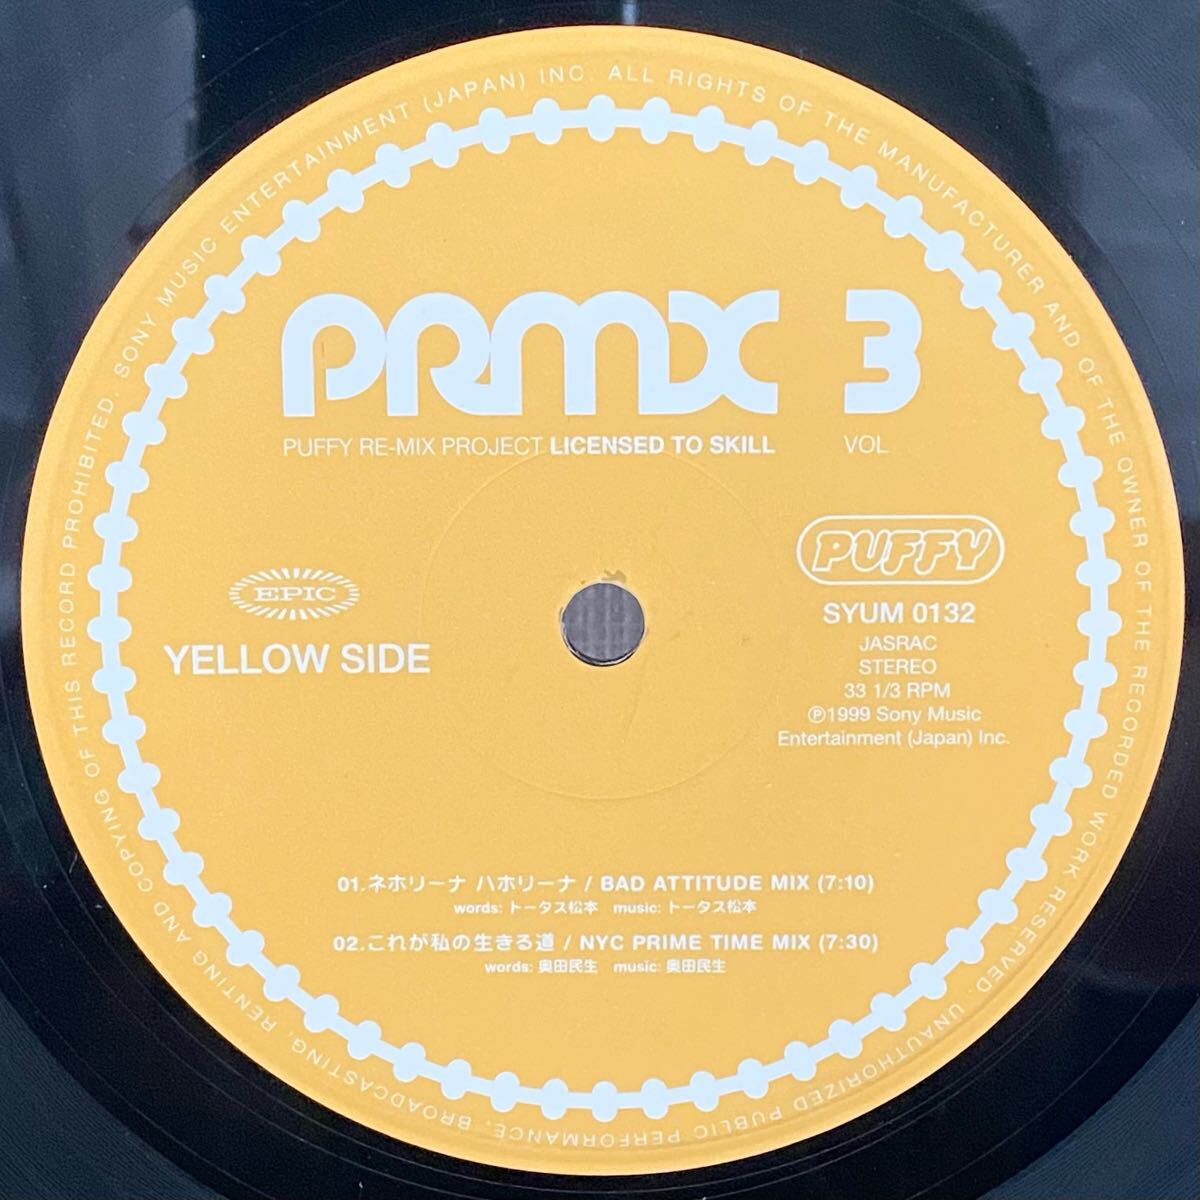 SONY MUSIC ENTERTAINMENT (JAPAN) INC. ALL RIGHTS OF THE MANUFACTURER AND OF THE OWNER OF THE RECORDED WORK RESERVED. UNAUTHORIZED PUBLIC PERFORMANCE, BROADCASTING, RENTING AND COPYING OF THIS RECORD PROHIBITED.
PRMX 3
PUFFY RE-MIX PROJECT LICENSED TO SKILL VOL
EPIC
YELLOW SIDE
PUFFY
SYUM 0132
JASRAC
STEREO
33 1/3 RPM
℗1999 Sony Music
Entertainment (Japan) Inc.
01.ネホリーナ ハホリーナ / BAD ATTITUDE MIX (7:10)
words: トータス松本 music: トータス松本
02.これが私の生きる道 / NYC PRIME TIME MIX (7:30)
words: 奥田民生 music: 奥田民生